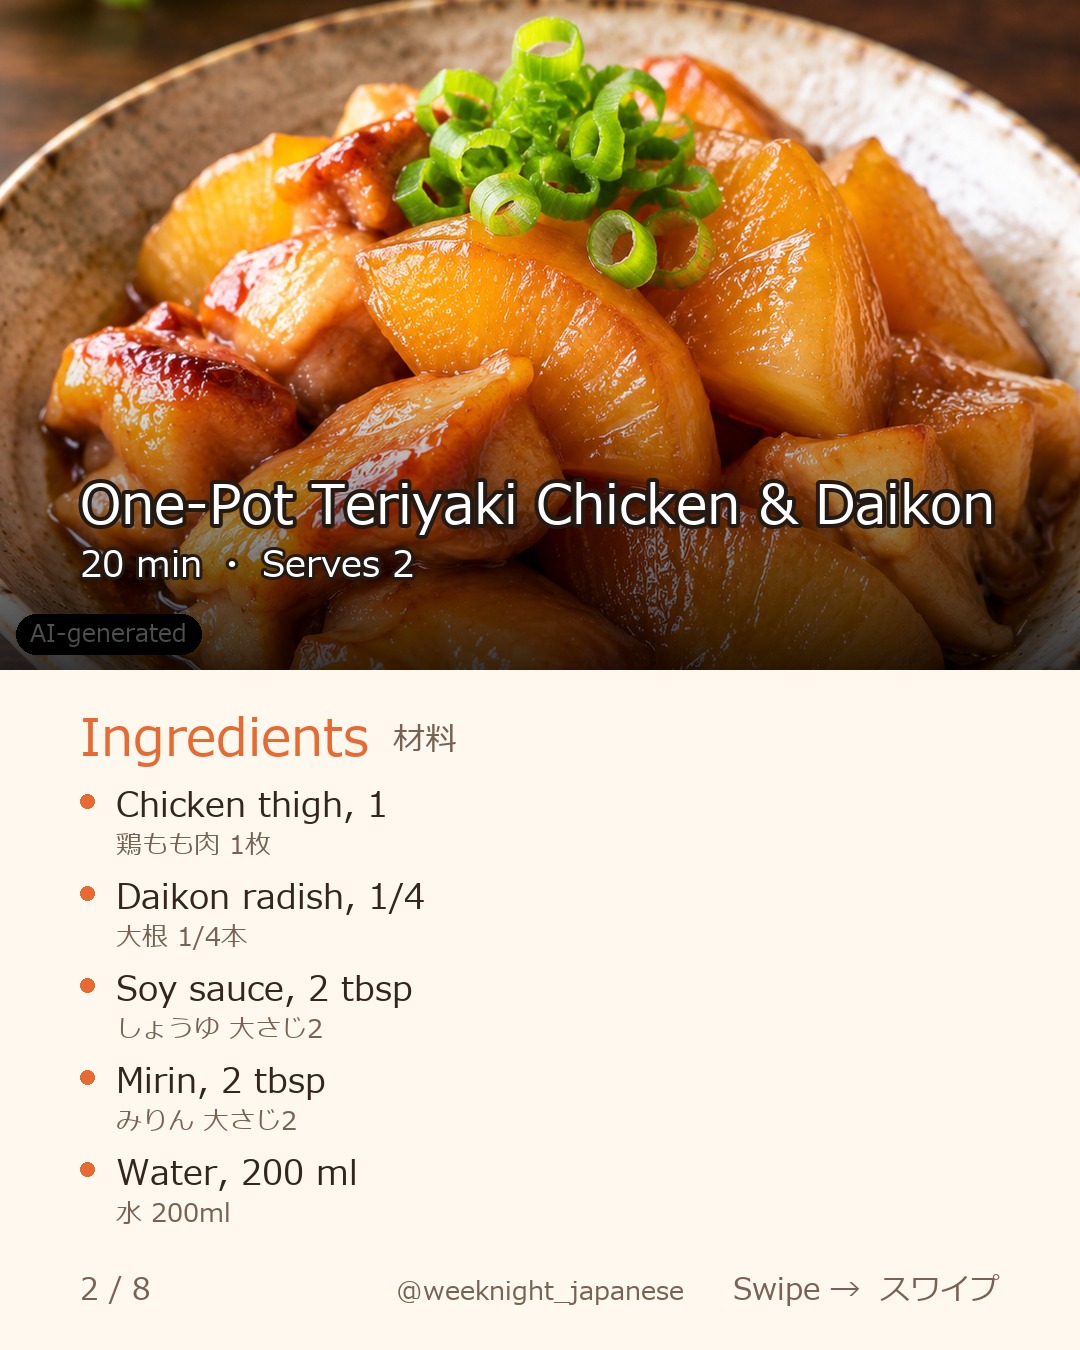 One-Pot Teriyaki Chicken & Daikon
20 min ・ Serves 2
AI-generated
Ingredients 材料
Chicken thigh, 1
鶏もも肉 1枚
Daikon radish, 1/4
大根 1/4本
Soy sauce, 2 tbsp
しょうゆ 大さじ2
Mirin, 2 tbsp
みりん 大さじ2
Water, 200 ml
水 200ml
2 / 8 @weeknight_japanese Swipe → スワイプ